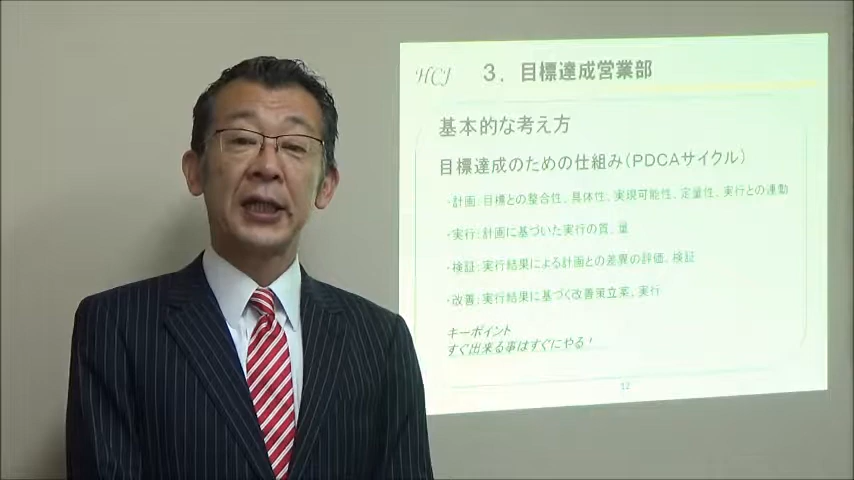 HCI
3．目標達成営業部
基本的な考え方
目標達成のための仕組み(PDCAサイクル)
・計画：目標との整合性、具体性、実現可能性、定量性、実行との連動
・実行：計画に基づいた実行の質、量
・検証：実行結果による計画との差異の評価、検証
・改善：実行結果に基づく改善策立案、実行
キーポイント
すぐ出来る事はすぐにやる！
12